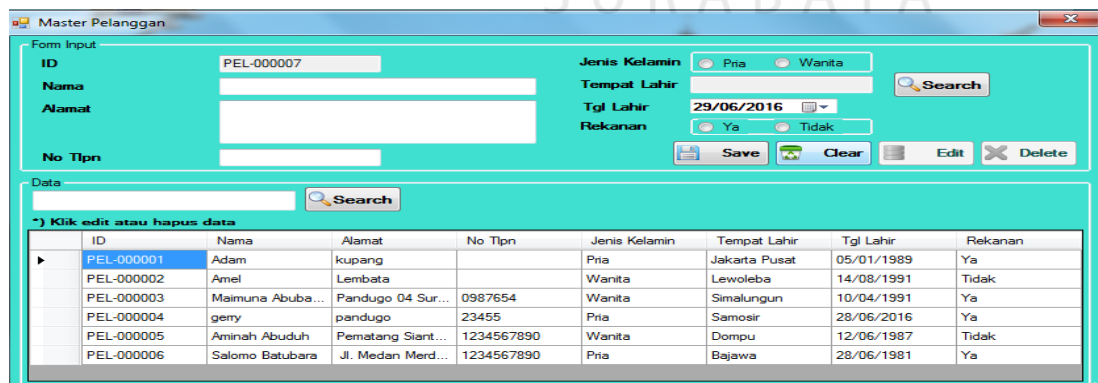 SURABAYA
Master Pelanggan
Form Input
ID PEL-000007 Jenis Kelamin Pria Wanita
Nama Tempat Lahir Search
Alamat Tgl Lahir 29/06/2016
Rekanan Ya Tidak
No Tlpn Save Clear Edit Delete
Data
Search
*) Klik edit atau hapus data
ID Nama Alamat No Tlpn Jenis Kelamin Tempat Lahir Tgl Lahir Rekanan
PEL-000001 Adam kupang Pria Jakarta Pusat 05/01/1989 Ya
PEL-000002 Amel Lembata Wanita Lewoleba 14/08/1991 Tidak
PEL-000003 Maimuna Abuba... Pandugo 04 Sur... 0987654 Wanita Simalungun 10/04/1991 Ya
PEL-000004 gerry pandugo 23455 Pria Samosir 28/06/2016 Ya
PEL-000005 Aminah Abuduh Pematang Siant... 1234567890 Wanita Dompu 12/06/1987 Tidak
PEL-000006 Salomo Batubara Jl. Medan Merd... 1234567890 Pria Bajawa 28/06/1981 Ya